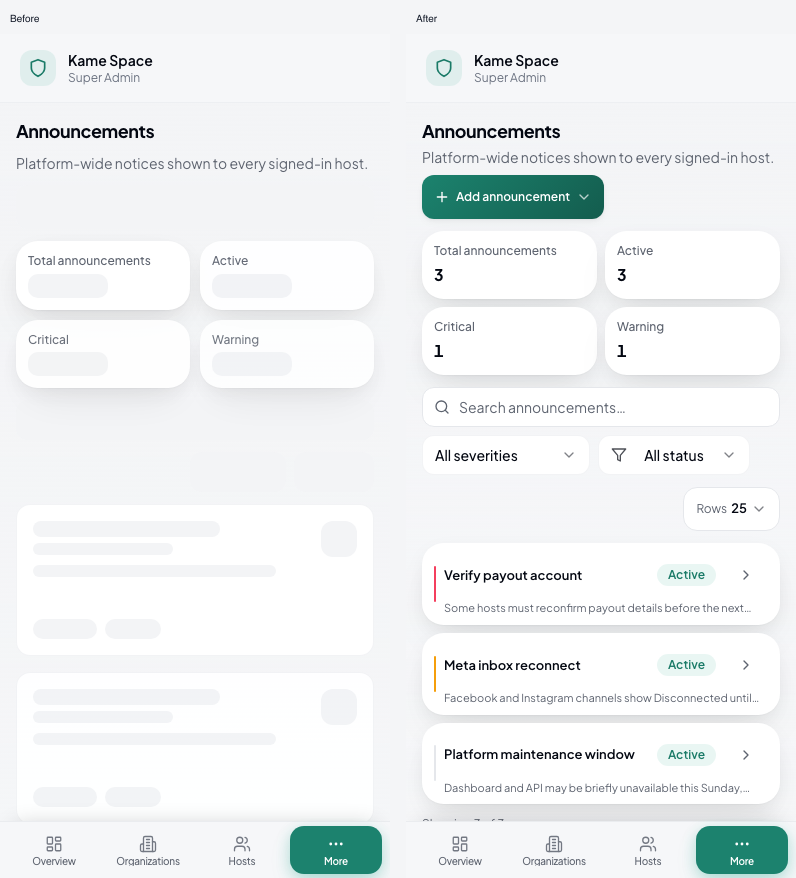 Before
Kame Space
Super Admin
Announcements
Platform-wide notices shown to every signed-in host.
Total announcements
Active
Critical
Warning
Overview
Organizations
Hosts
More
After
Kame Space
Super Admin
Announcements
Platform-wide notices shown to every signed-in host.
Add announcement
Total announcements
3
Active
3
Critical
1
Warning
1
Search announcements...
All severities
All status
Rows 25
Verify payout account
Active
Some hosts must reconfirm payout details before the next...
Meta inbox reconnect
Active
Facebook and Instagram channels show Disconnected until...
Platform maintenance window
Active
Dashboard and API may be briefly unavailable this Sunday,...
Overview
Organizations
Hosts
More